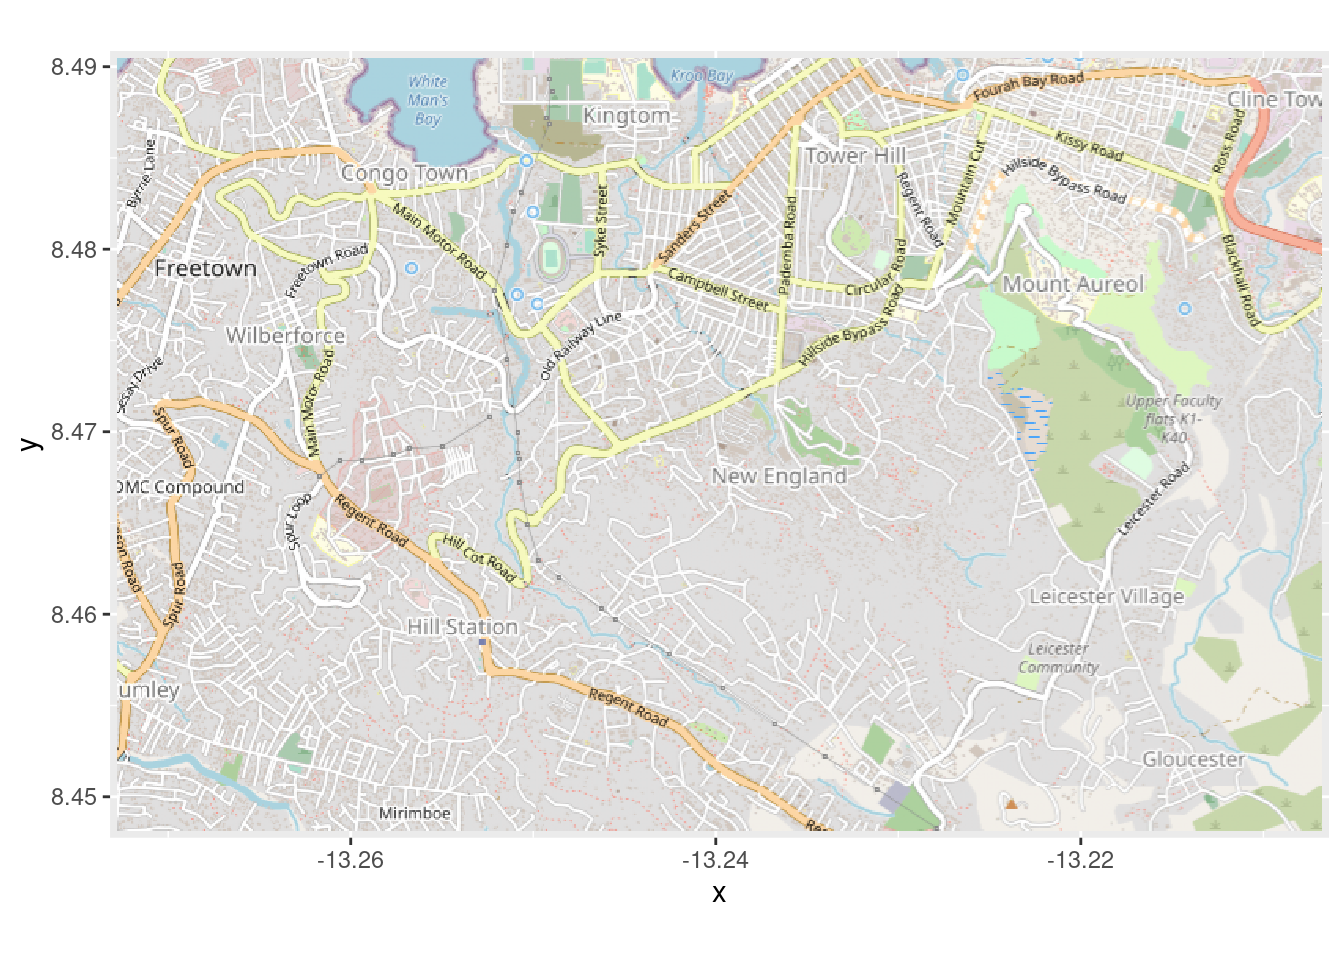 8.49
8.48
8.47
8.46
8.45
y
White
Man's
Bay
Kroo Bay
Kingtom
Fourah Bay Road
Cline Tow
Byrne Lane
Congo Town
Tower Hill
Kissy Road
Ross Road
Hillside Bypass Road
Mountain Cut
Regent Road
Syke Street
Sanders Street
Main Motor Road
Pademba Road
Freetown Road
Freetown
Campbell Street
Circular Road
Mount Aureol
Blackhall Road
Wilberforce
Old Railway Line
Hillside Bypass Road
Sesay Drive
Main Motor Road
Upper Faculty
flats K1-
K40
Spur Road
New England
OMC Compound
Spur Loop
Regent Road
Leicester Road
Hill Cot Road
Road
Spur Road
Leicester Village
Hill Station
Leicester
Community
umley
Regent Road
Gloucester
Mirimboe
Re
-13.26
-13.24
-13.22
x